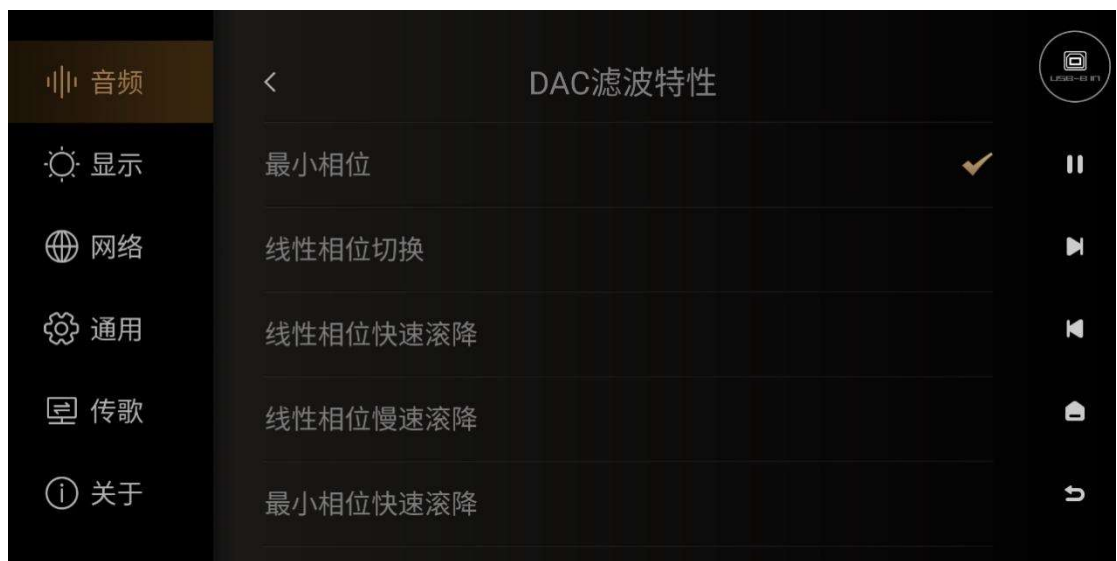 音频
显示
网络
通用
传歌
关于
DAC滤波特性
最小相位
线性相位切换
线性相位快速滚降
线性相位慢速滚降
最小相位快速滚降
USB-B IN